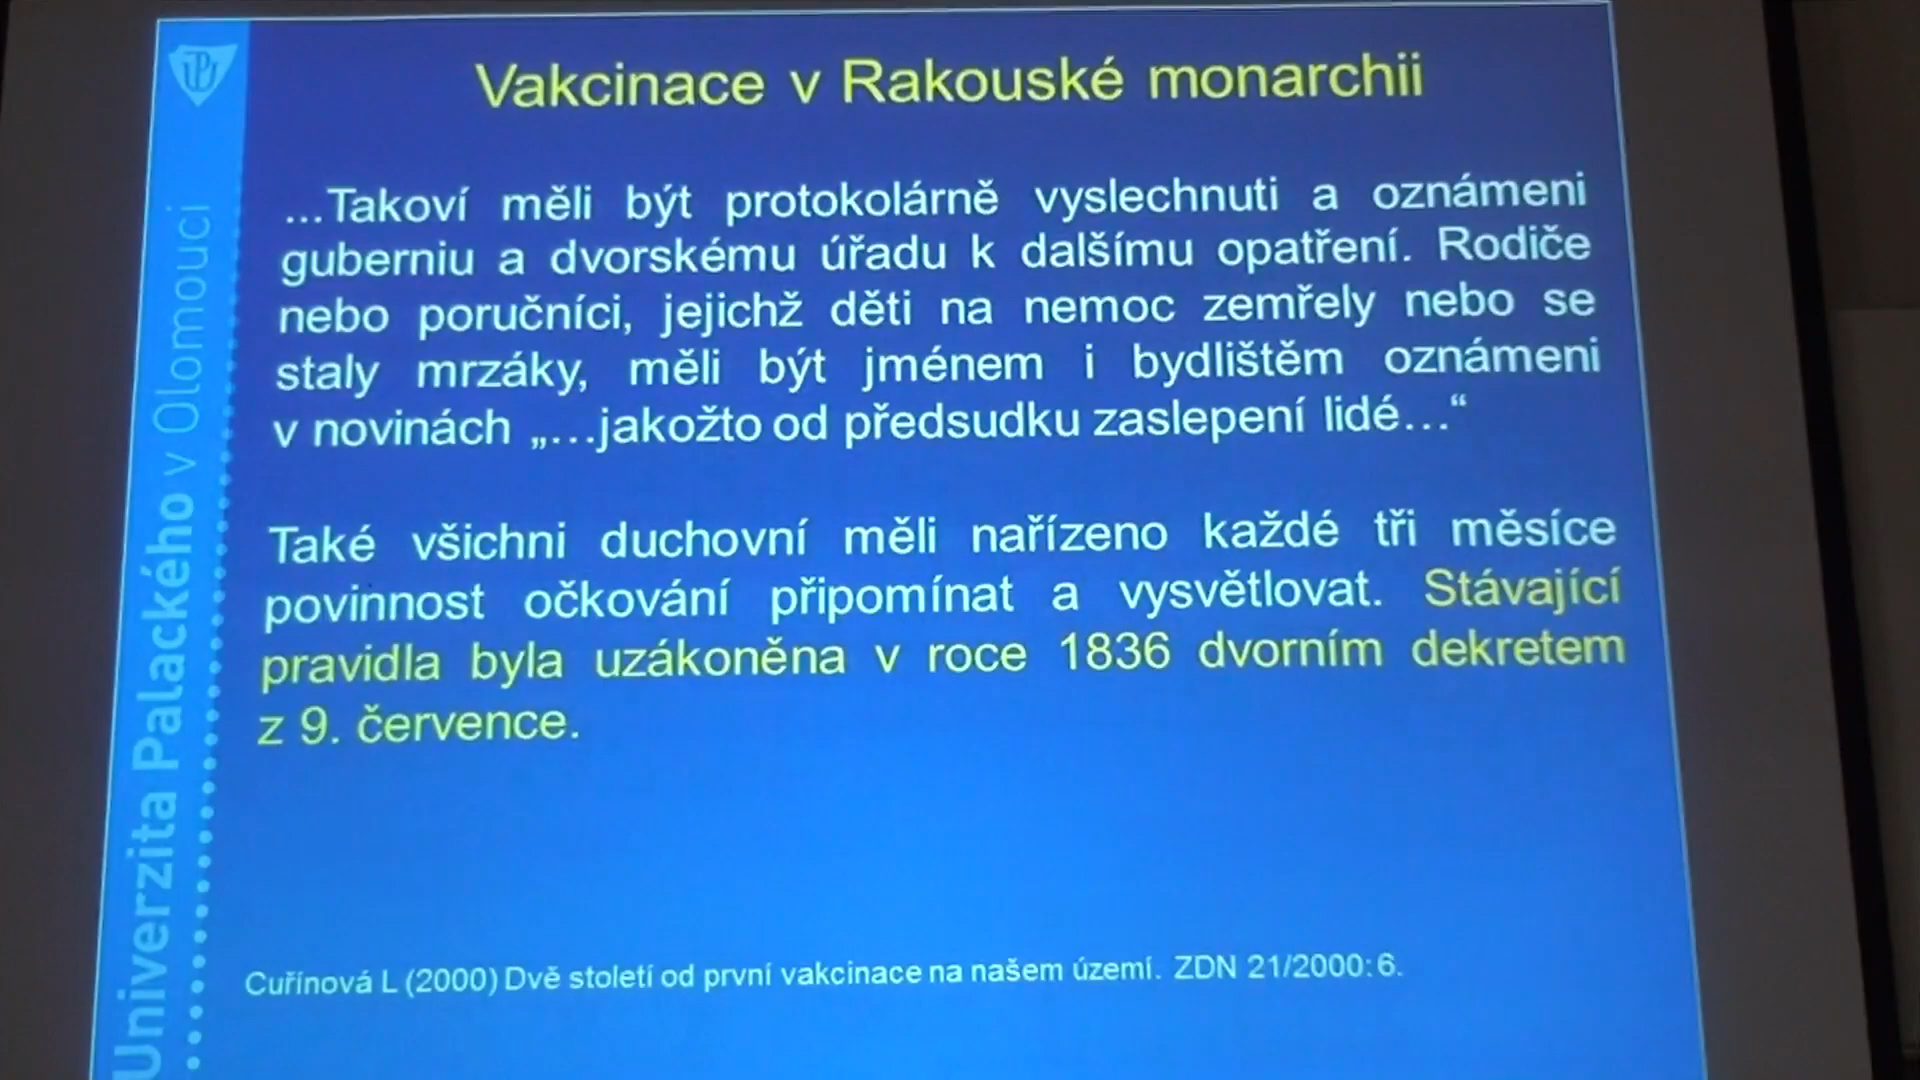 Vakcinace v Rakouské monarchii
...Takoví měli být protokolárně vyslechnuti a oznámeni
guberniu a dvorskému úřadu k dalšímu opatření. Rodiče
nebo poručníci, jejichž děti na nemoc zemřely nebo se
staly mrzáky, měli být jménem i bydlištěm oznámeni
v novinách „...jakožto od předsudku zaslepení lidé...“
Také všichni duchovní měli nařízeno každé tři měsíce
povinnost očkování připomínat a vysvětlovat. Stávající
pravidla byla uzákoněna v roce 1836 dvorním dekretem
z 9. července.
Cuřínová L (2000) Dvě století od první vakcinace na našem území. ZDN 21/2000: 6.
Univerzita Palackého v Olomouci
UP